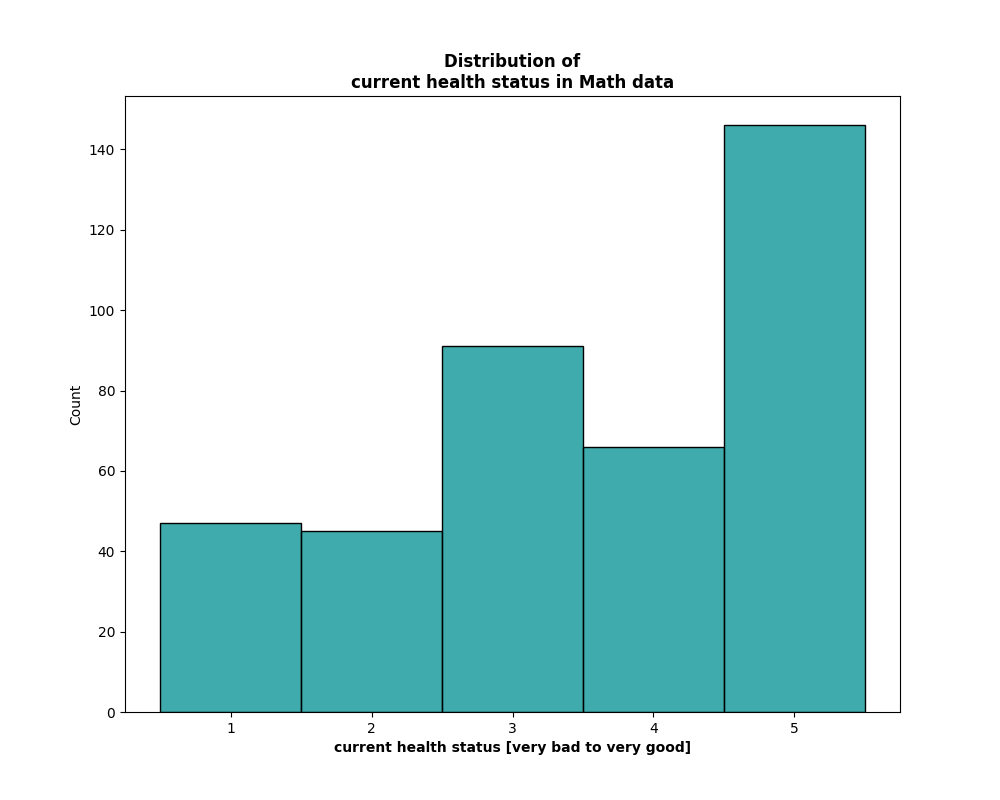 Distribution of
current health status in Math data
Count
140
120
100
80
60
40
20
0
1 2 3 4 5
current health status [very bad to very good]